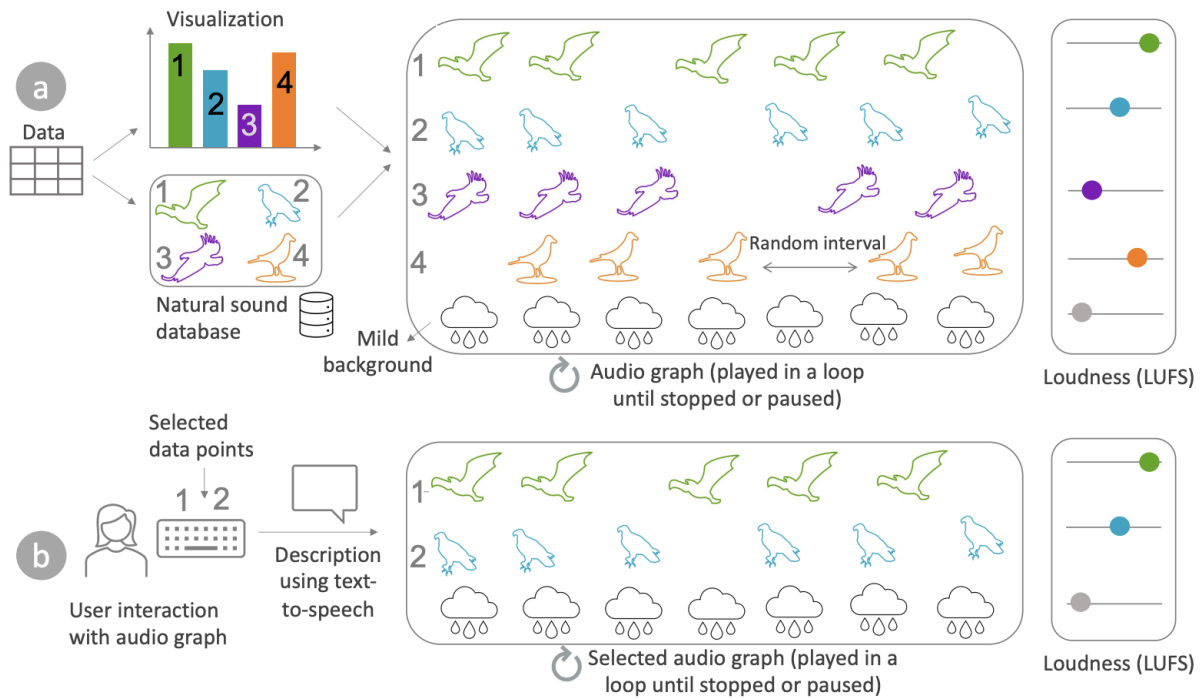 Visualization
a
Data
1
2
3
4
1
2
3
4
Natural sound
database
1
2
3
4
Random interval
Mild
background
Audio graph (played in a loop
until stopped or paused)
Loudness (LUFS)
b
Selected
data points
1 2
User interaction
with audio graph
Description
using text-
to-speech
1
2
Selected audio graph (played in a
loop until stopped or paused)
Loudness (LUFS)